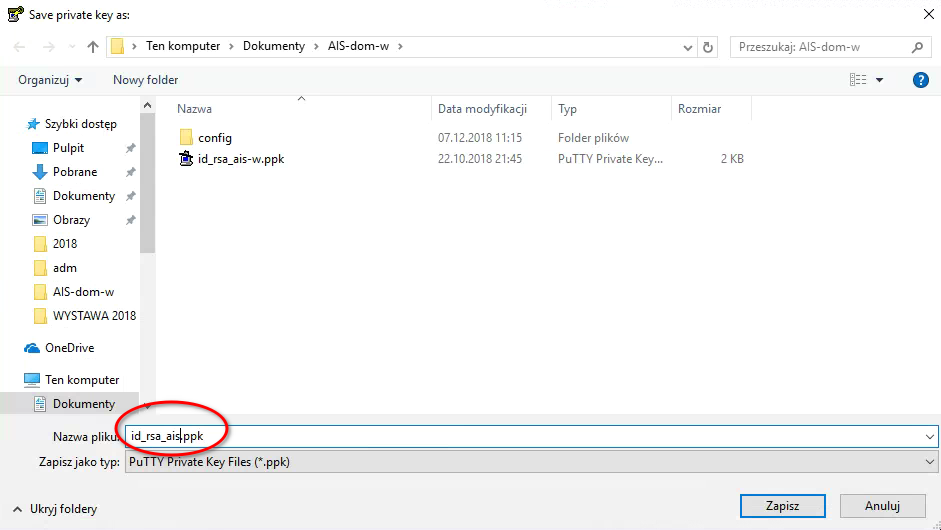 Save private key as:
Ten komputer > Dokumenty > AIS-dom-w >
Przeszukaj: AIS-dom-w
Organizuj
Nowy folder
Nazwa Data modyfikacji Typ Rozmiar
config 07.12.2018 11:15 Folder plików
id_rsa_ais-w.ppk 22.10.2018 21:45 PuTTY Private Key... 2 KB
Szybki dostęp
Pulpit
Pobrane
Dokumenty
Obrazy
2018
adm
AIS-dom-w
WYSTAWA 2018
OneDrive
Ten komputer
Dokumenty
Nazwa pliku: id_rsa_ais.ppk
Zapisz jako typ: PuTTY Private Key Files (*.ppk)
Ukryj foldery
Zapisz
Anuluj